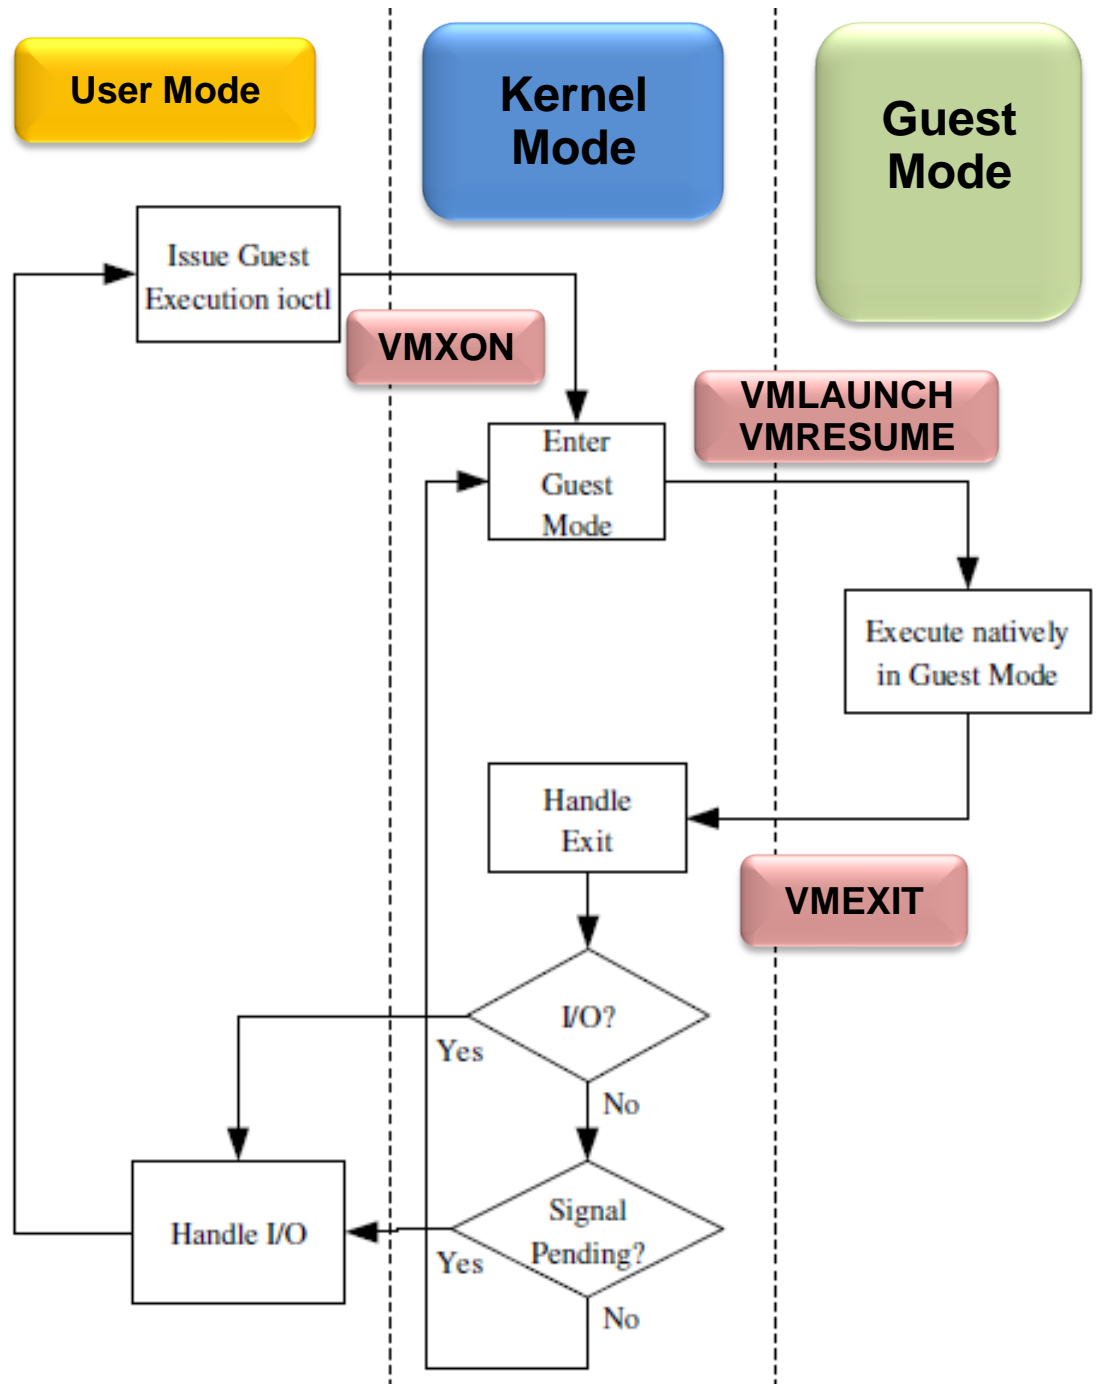 User Mode
Kernel
Mode
Guest
Mode
Issue Guest
Execution ioctl
VMXON
VMLAUNCH
VMRESUME
Enter
Guest
Mode
Execute natively
in Guest Mode
Handle
Exit
VMEXIT
I/O?
Yes
No
Handle I/O
Signal
Pending?
Yes
No